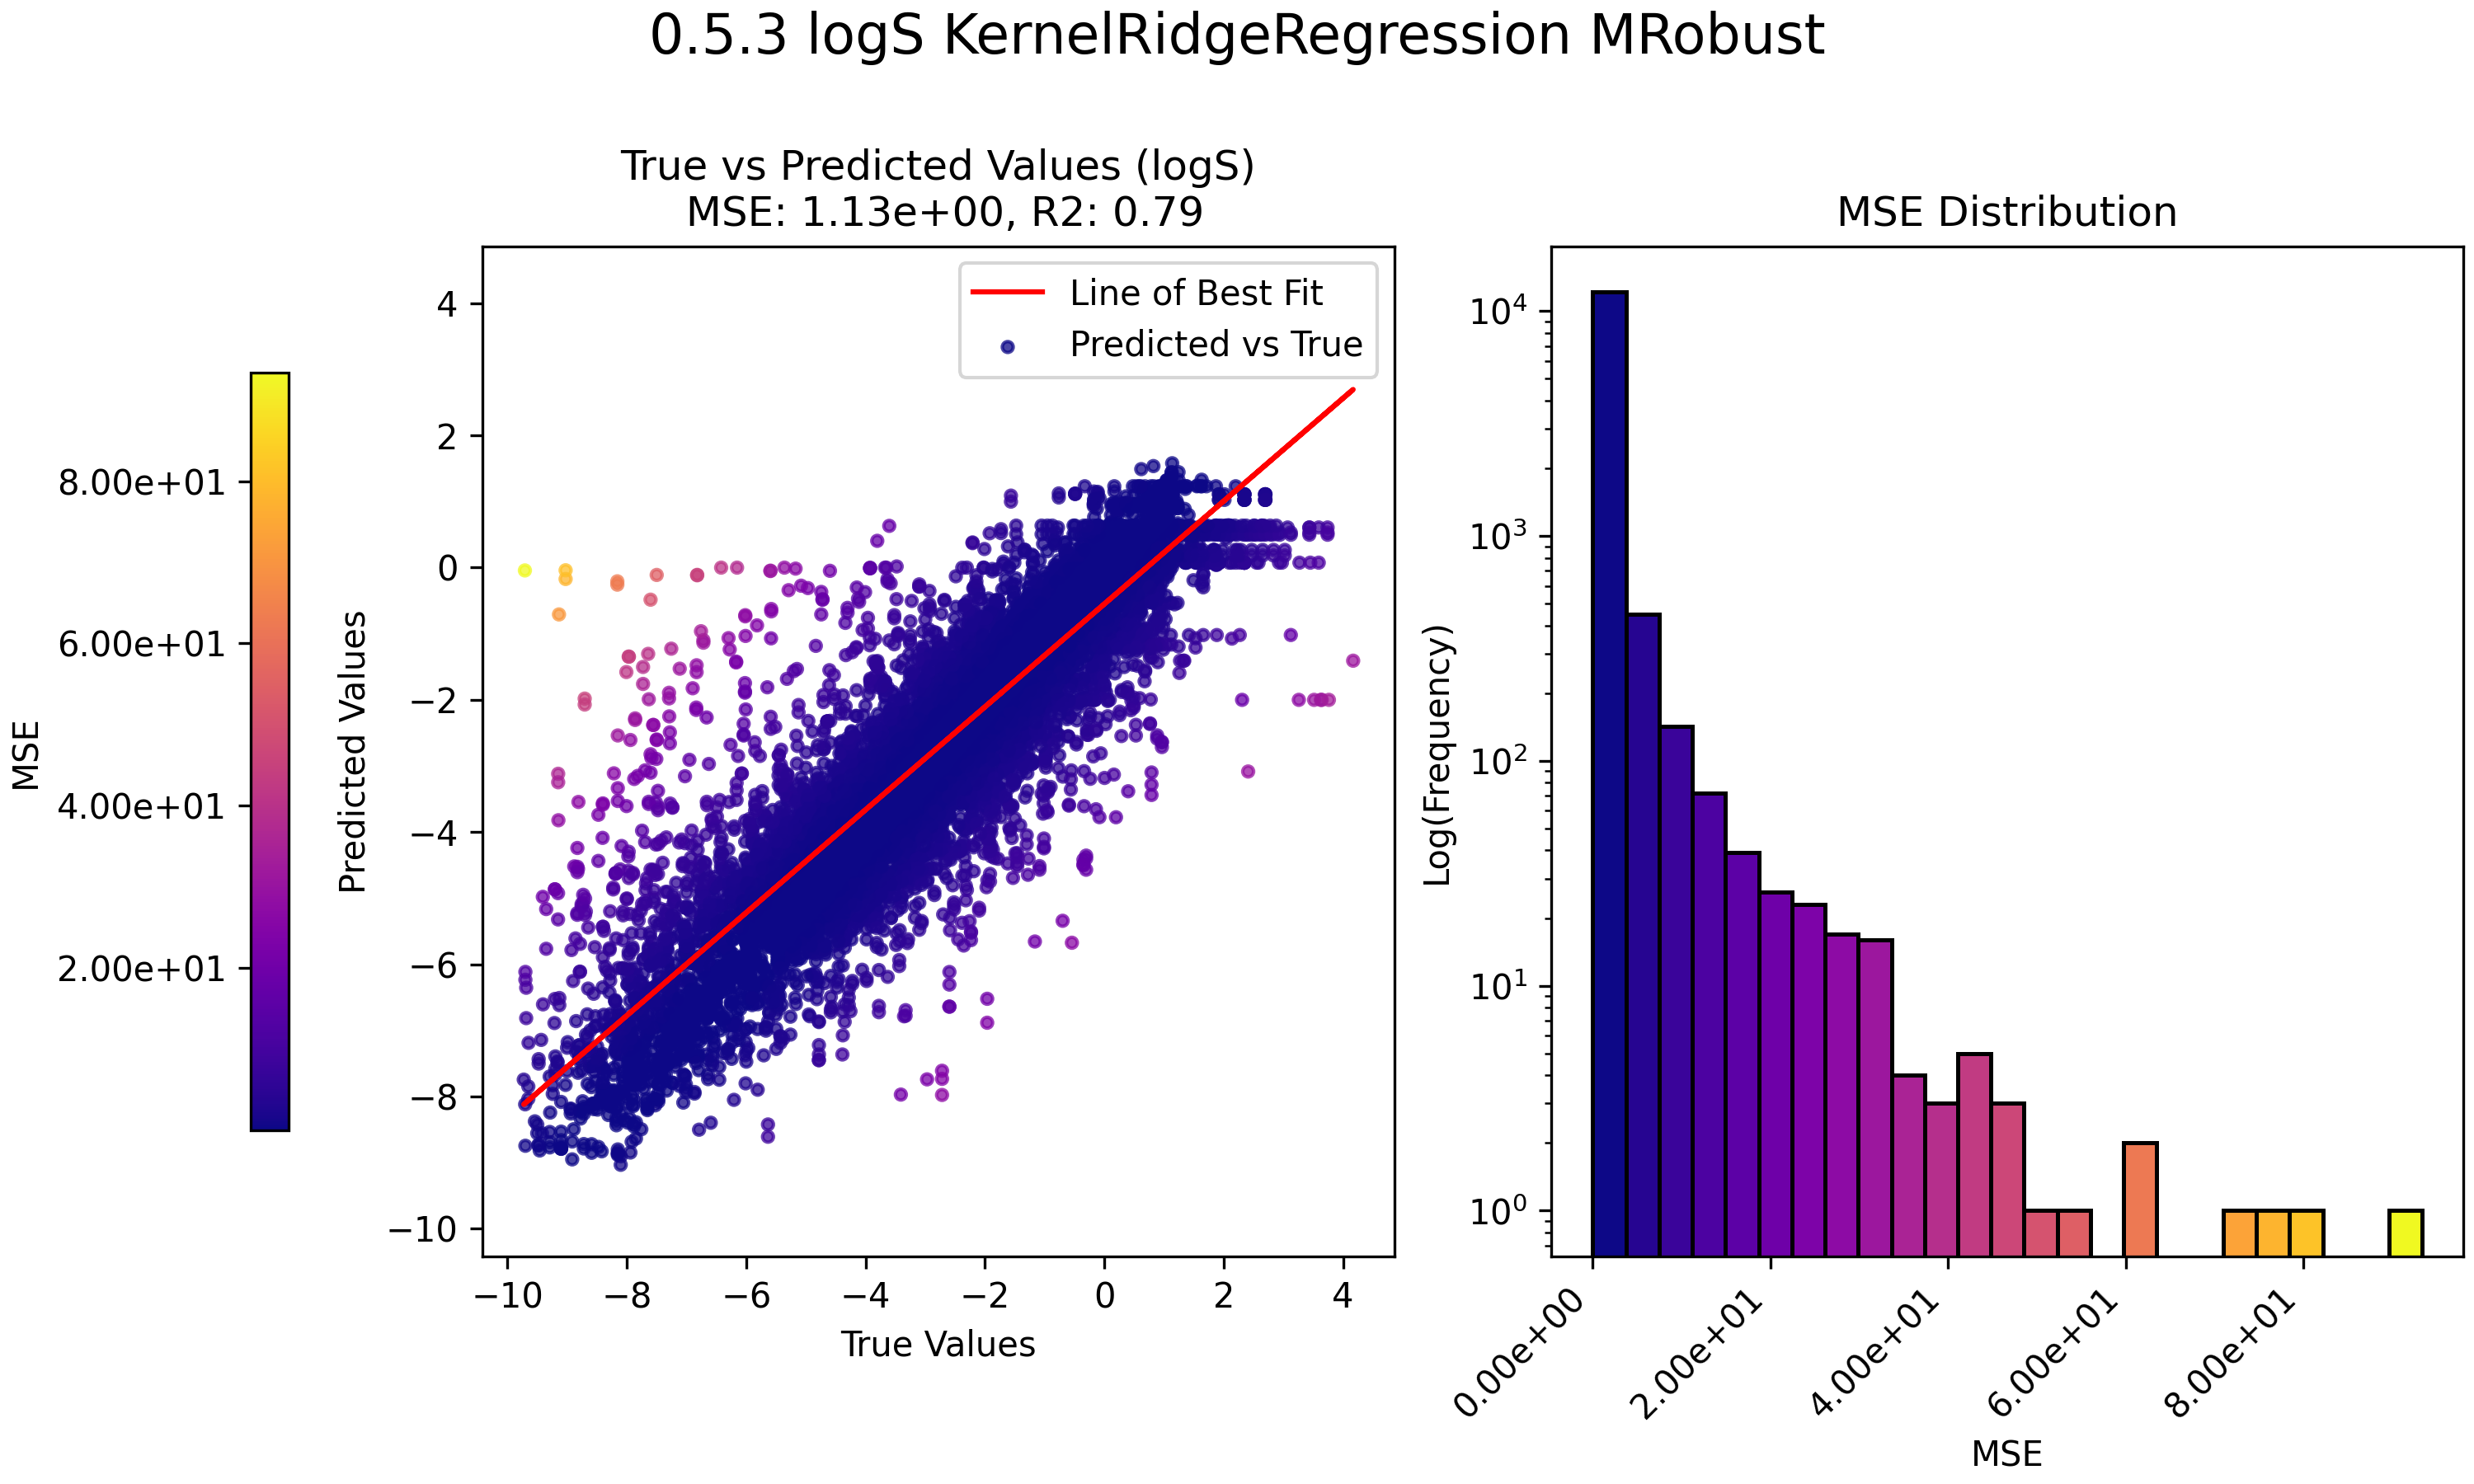 0.5.3 logS KernelRidgeRegression MRobust
MSE
8.00e+01
6.00e+01
4.00e+01
2.00e+01
True vs Predicted Values (logS)
MSE: 1.13e+00, R2: 0.79
Predicted Values
4
2
0
−2
−4
−6
−8
−10
Line of Best Fit
Predicted vs True
−10 −8 −6 −4 −2 0 2 4
True Values
MSE Distribution
Log(Frequency)
10⁴
10³
10²
10¹
10⁰
0.00e+00 2.00e+01 4.00e+01 6.00e+01 8.00e+01
MSE